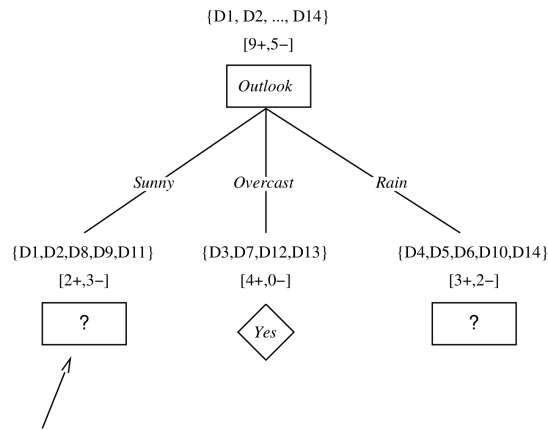 {D1, D2, ..., D14}
[9+,5−]
Outlook
Sunny
Overcast
Rain
{D1,D2,D8,D9,D11}
{D3,D7,D12,D13}
{D4,D5,D6,D10,D14}
[2+,3−]
[4+,0−]
[3+,2−]
?
Yes
?